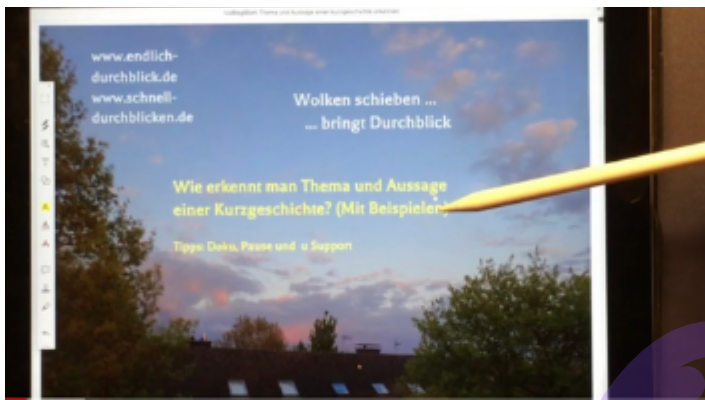 www.endlich-
durchblick.de
www.schnell-
durchblicken.de
Wolken schieben ...
.... bringt Durchblick
Wie erkennt man Thema und Aussage
einer Kurzgeschichte? (Mit Beispielen)
Tipps: Doku, Pause und u Support